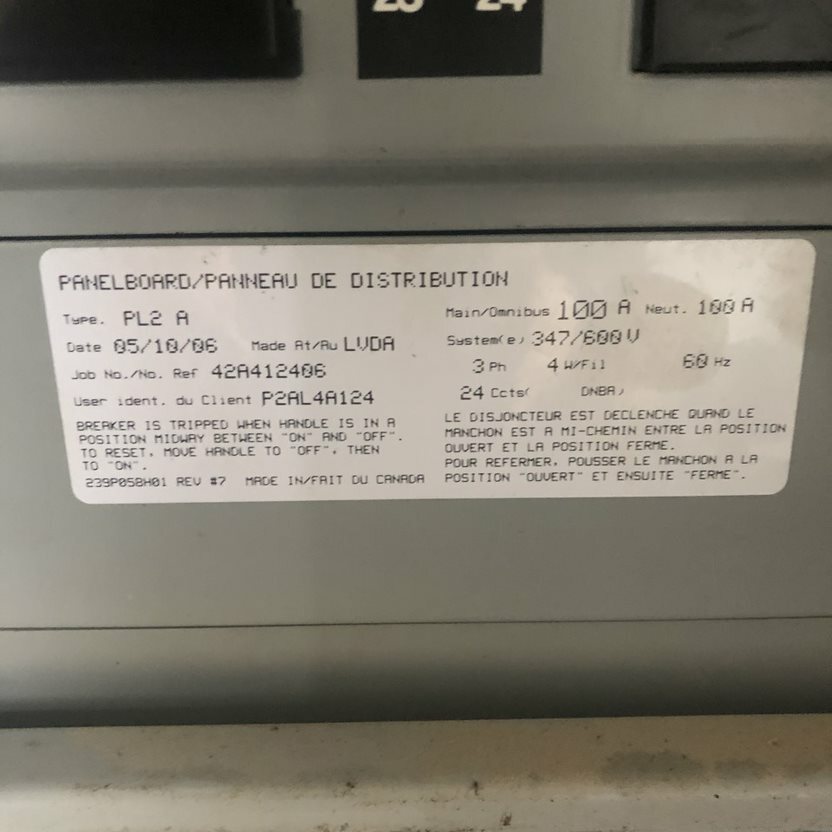 23 24
PANELBOARD/PANNEAU DE DISTRIBUTION
Type. PL2 A
Date 05/10/06 Made At/Au LVDA
Job No./No. Ref 42A412406
User ident. du Client P2AL4A124
BREAKER IS TRIPPED WHEN HANDLE IS IN A
POSITION MIDWAY BETWEEN "ON" AND "OFF".
TO RESET, MOVE HANDLE TO "OFF", THEN
TO "ON".
239P058H01 REV #7 MADE IN/FAIT DU CANADA
Main/Omnibus 100 A Neut. 100 A
System(e) 347/600 V
3 Ph 4 W/Fil 60 Hz
24 Ccts( DNBA)
LE DISJONCTEUR EST DECLENCHE QUAND LE
MANCHON EST A MI-CHEMIN ENTRE LA POSITION
OUVERT ET LA POSITION FERME.
POUR REFERMER, POUSSER LE MANCHON A LA
POSITION "OUVERT" ET ENSUITE "FERME".